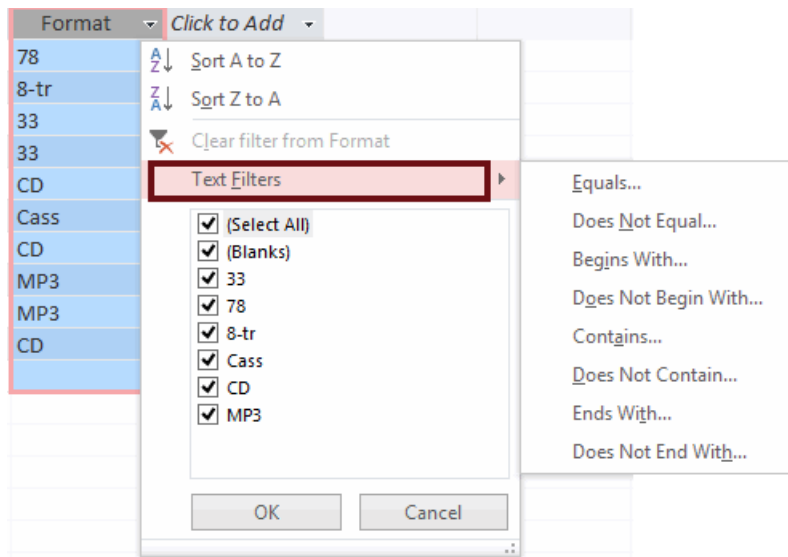 Format Click to Add
78
8-tr
33
33
CD
Cass
CD
MP3
MP3
CD
Sort A to Z
Sort Z to A
Clear filter from Format
Text Filters
(Select All)
(Blanks)
33
78
8-tr
Cass
CD
MP3
OK Cancel
Equals...
Does Not Equal...
Begins With...
Does Not Begin With...
Contains...
Does Not Contain...
Ends With...
Does Not End With...